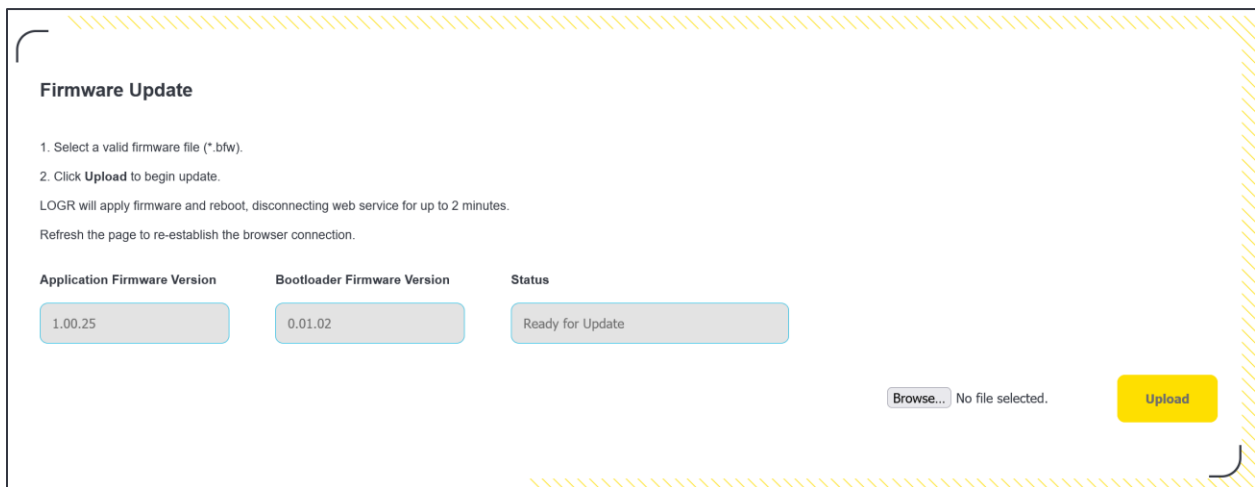 Firmware Update
1. Select a valid firmware file (*.bfw).
2. Click Upload to begin update.
LOGR will apply firmware and reboot, disconnecting web service for up to 2 minutes.
Refresh the page to re-establish the browser connection.
Application Firmware Version Bootloader Firmware Version Status
1.00.25 0.01.02 Ready for Update
Browse... No file selected. Upload